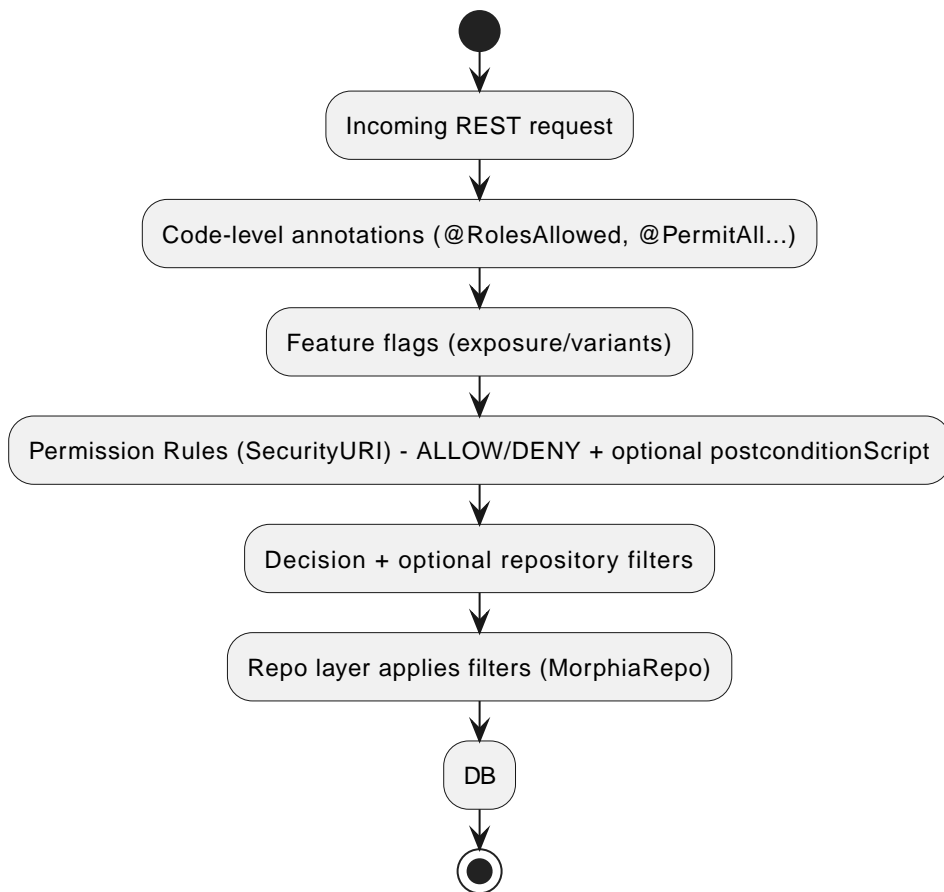 Incoming REST request
Code-level annotations (@RolesAllowed, @PermitAll...)
Feature flags (exposure/variants)
Permission Rules (SecurityURI) - ALLOW/DENY + optional postconditionScript
Decision + optional repository filters
Repo layer applies filters (MorphiaRepo)
DB